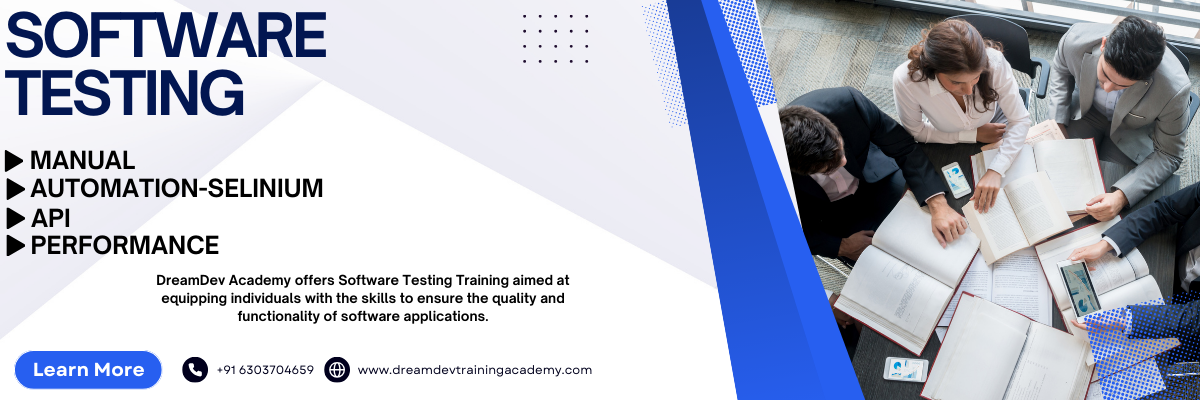 SOFTWARE
TESTING
MANUAL
AUTOMATION-SELINIUM
API
PERFORMANCE
DreamDev Academy offers Software Testing Training aimed at
equipping individuals with the skills to ensure the quality and
functionality of software applications.
Learn More
+91 6303704659
www.dreamdevtrainingacademy.com